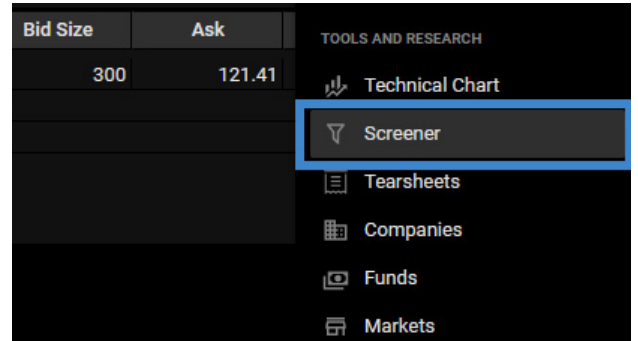 Bid Size Ask
300 121.41
TOOLS AND RESEARCH
Technical Chart
Screener
Tearsheets
Companies
Funds
Markets